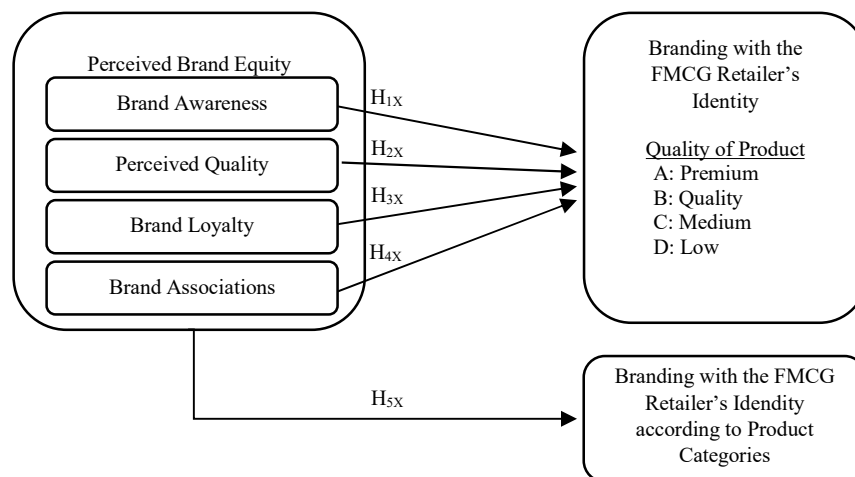 Perceived Brand Equity
Brand Awareness
Perceived Quality
Brand Loyalty
Brand Associations
H1X
H2X
H3X
H4X
H5X
Branding with the
FMCG Retailer’s
Identity
Quality of Product
A: Premium
B: Quality
C: Medium
D: Low
Branding with the FMCG
Retailer’s Idendity
according to Product
Categories